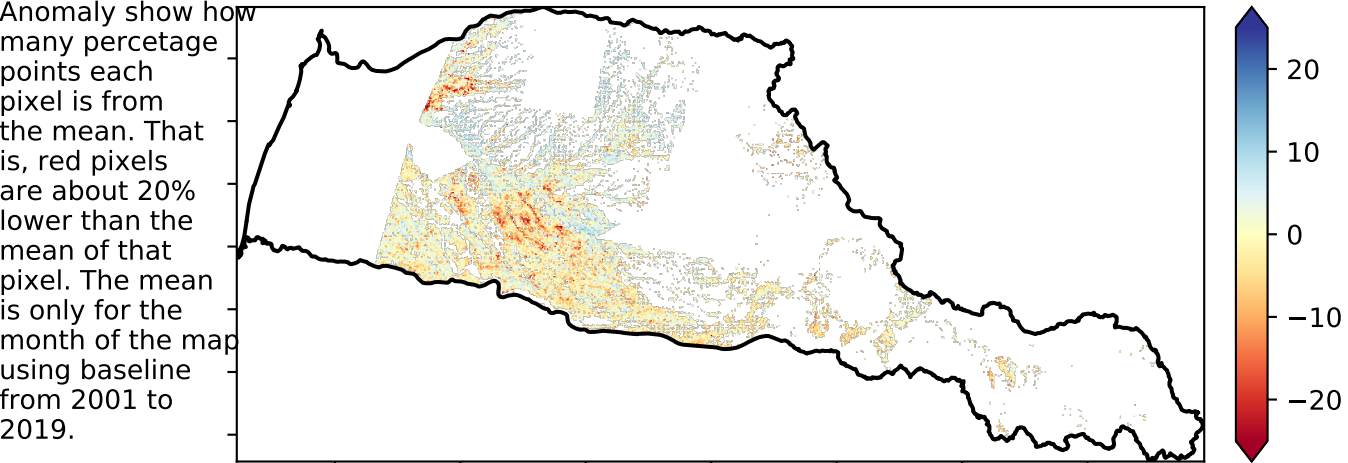 Anomaly show how
many percetage
points each
pixel is from
the mean. That
is, red pixels
are about 20%
lower than the
mean of that
pixel. The mean
is only for the
month of the map
using baseline
from 2001 to
2019.
20
10
0
−10
−20